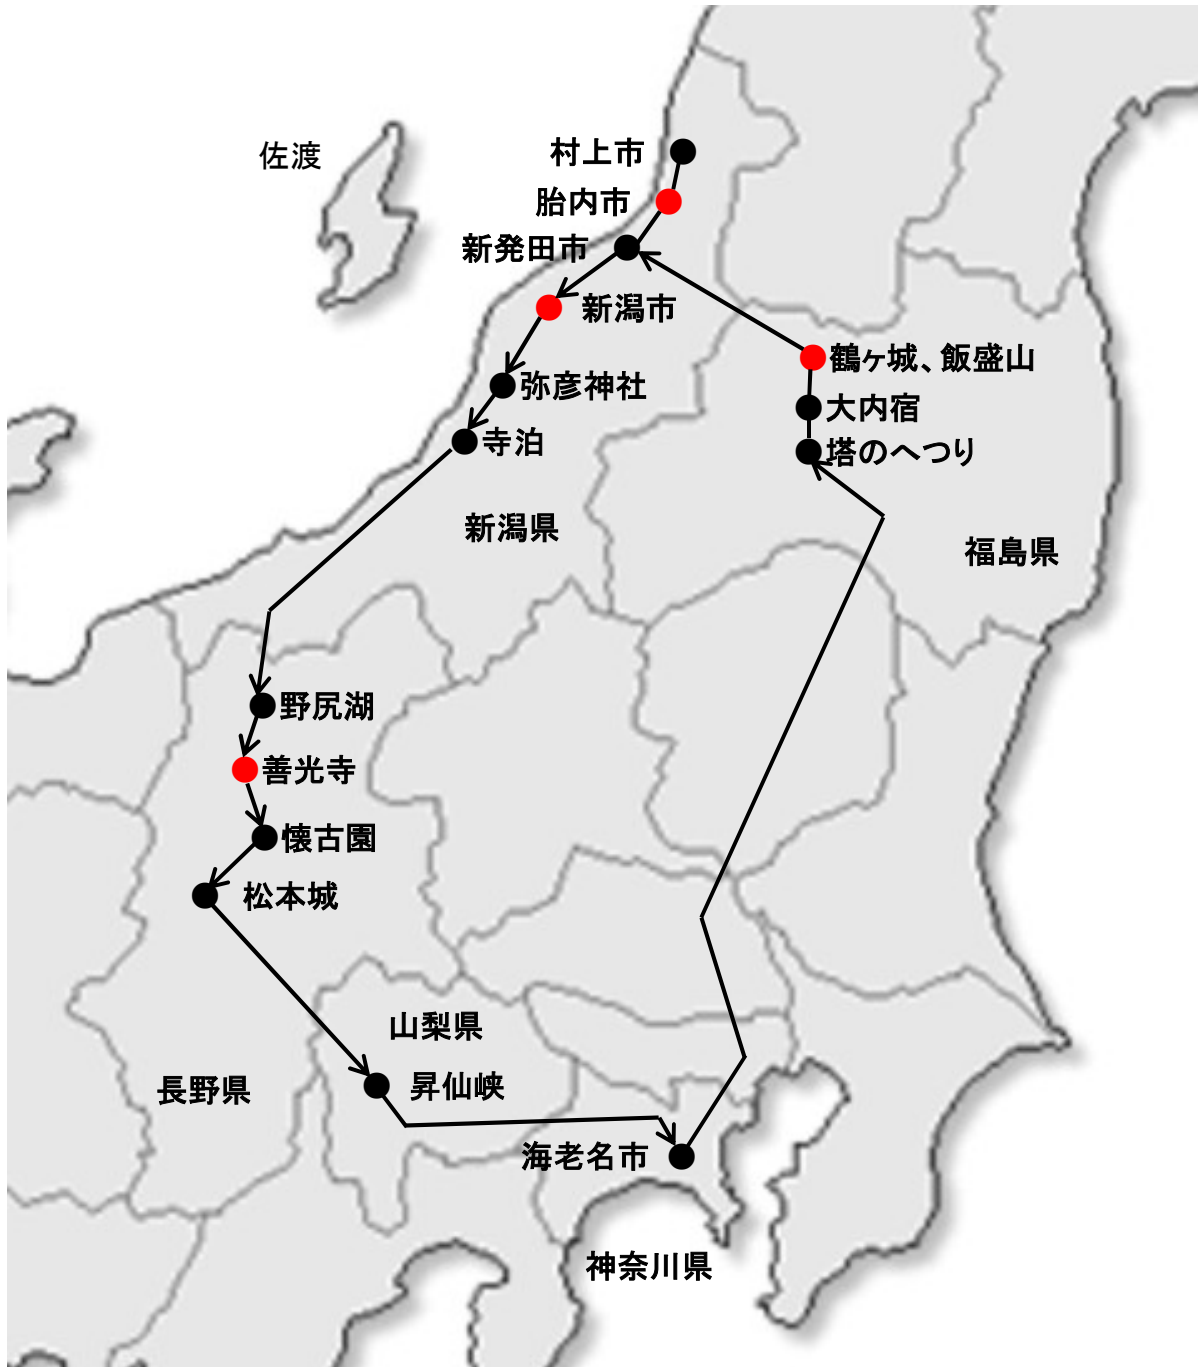 村上市
佐渡
胎内市
新発田市
新潟市
鶴ヶ城、飯盛山
弥彦神社
大内宿
寺泊
塔のへつり
新潟県
福島県
野尻湖
善光寺
懐古園
松本城
山梨県
長野県
昇仙峡
海老名市
神奈川県